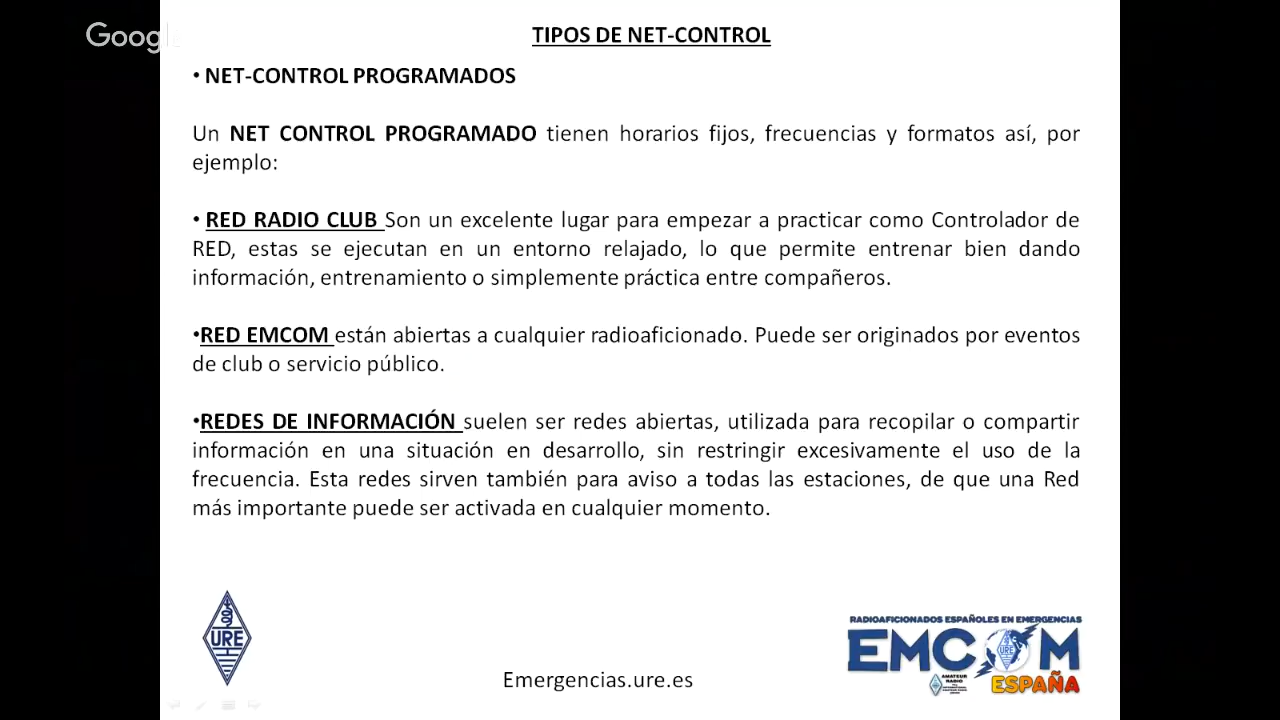 Google
TIPOS DE NET-CONTROL
• NET-CONTROL PROGRAMADOS
Un NET CONTROL PROGRAMADO tienen horarios fijos, frecuencias y formatos así, por
ejemplo:
• RED RADIO CLUB Son un excelente lugar para empezar a practicar como Controlador de
RED, estas se ejecutan en un entorno relajado, lo que permite entrenar bien dando
información, entrenamiento o simplemente práctica entre compañeros.
•RED EMCOM están abiertas a cualquier radioaficionado. Puede ser originados por eventos
de club o servicio público.
•REDES DE INFORMACIÓN suelen ser redes abiertas, utilizada para recopilar o compartir
información en una situación en desarrollo, sin restringir excesivamente el uso de la
frecuencia. Esta redes sirven también para aviso a todas las estaciones, de que una Red
más importante puede ser activada en cualquier momento.
URE
Emergencias.ure.es
RADIOAFICIONADOS ESPAÑOLES EN EMERGENCIAS
EMCOM
URE
AMATEUR
RADIO
ESPAÑA